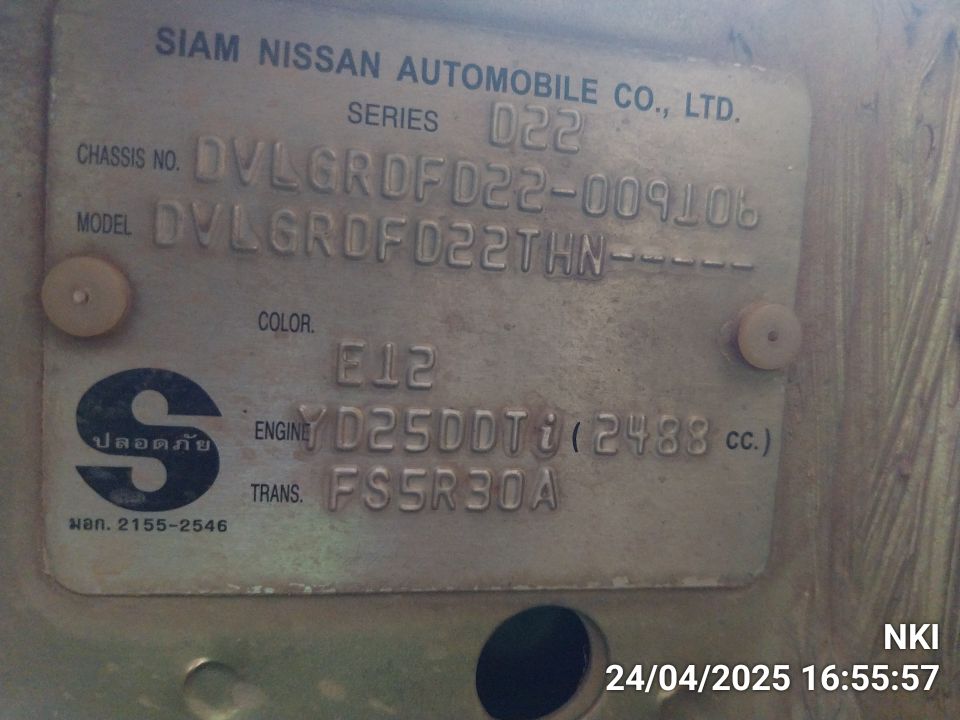 SIAM NISSAN AUTOMOBILE CO., LTD.
SERIES D22
CHASSIS NO. DVLGRDFD22-009106
MODEL DVLGRDFD22THN-----
COLOR.
E12
ENGINE YD25DDTi (2488 CC.)
TRANS. FS5R30A
ปลอดภัย
มอก. 2155-2546
NKI
24/04/2025 16:55:57